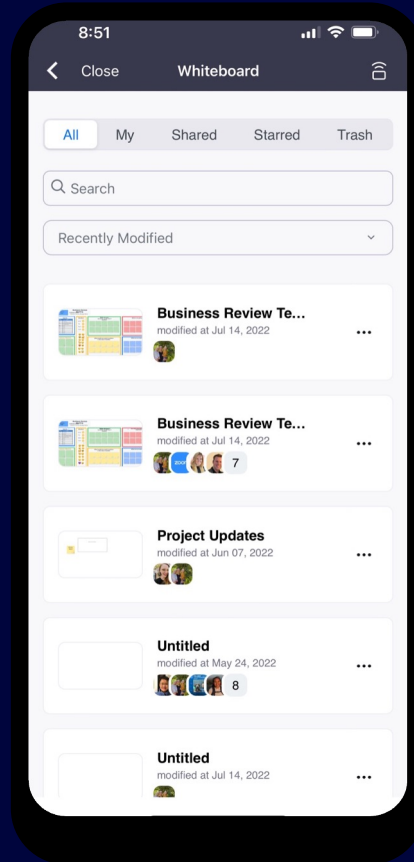 8:51
Close
Whiteboard
All My Shared Starred Trash
Search
Recently Modified
Business Review Te...
modified at Jul 14, 2022
Business Review Te...
modified at Jul 14, 2022
7
Project Updates
modified at Jun 07, 2022
Untitled
modified at May 24, 2022
8
Untitled
modified at Jul 14, 2022